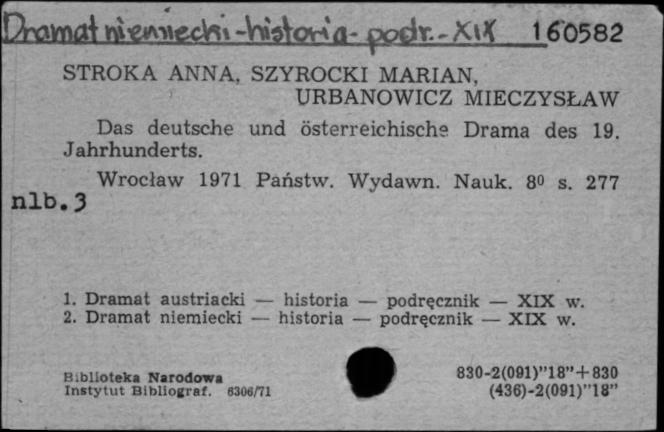 Dramat niemiecki-historia-podr.-XIX 160582
STROKA ANNA, SZYROCKI MARIAN,
URBANOWICZ MIECZYSŁAW
Das deutsche und österreichische Drama des 19.
Jahrhunderts.
Wrocław 1971 Państw. Wydawn. Nauk. 8⁰ s. 277
nlb. 3
1. Dramat austriacki — historia — podręcznik — XIX w.
2. Dramat niemiecki — historia — podręcznik — XIX w.
Biblioteka Narodowa 830-2(091)”18”+830
Instytut Bibliograf. 6306/71 (436)-2(091)”18”